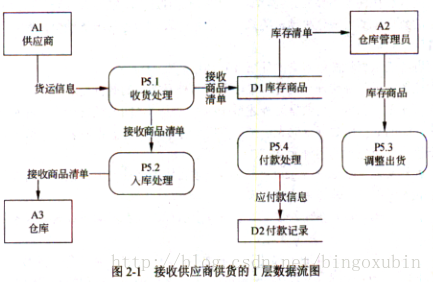 A1
供应商
货运信息
P5.1
收货处理
接收
商品
清单
D1库存商品
库存清单
A2
仓库管理员
库存商品
P5.3
调整出货
接收商品清单
P5.2
入库处理
接收商品清单
A3
仓库
P5.4
付款处理
应付款信息
D2付款记录
http://blog.csdn.net/bingoxubin
图 2-1 接收供应商供货的 1 层数据流图